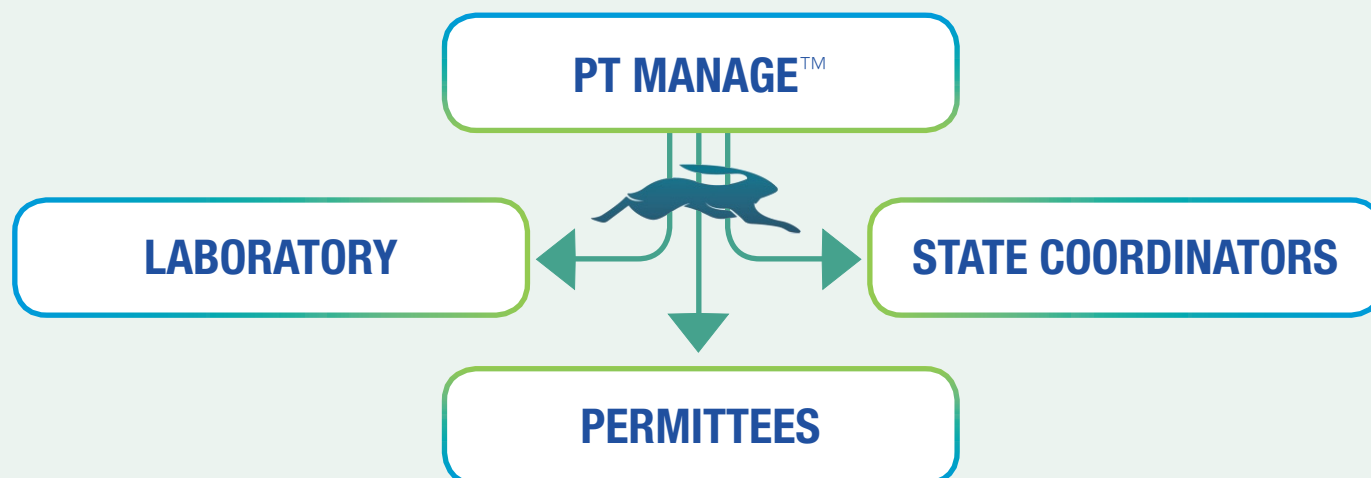 PT MANAGE™
LABORATORY
STATE COORDINATORS
PERMITTEES